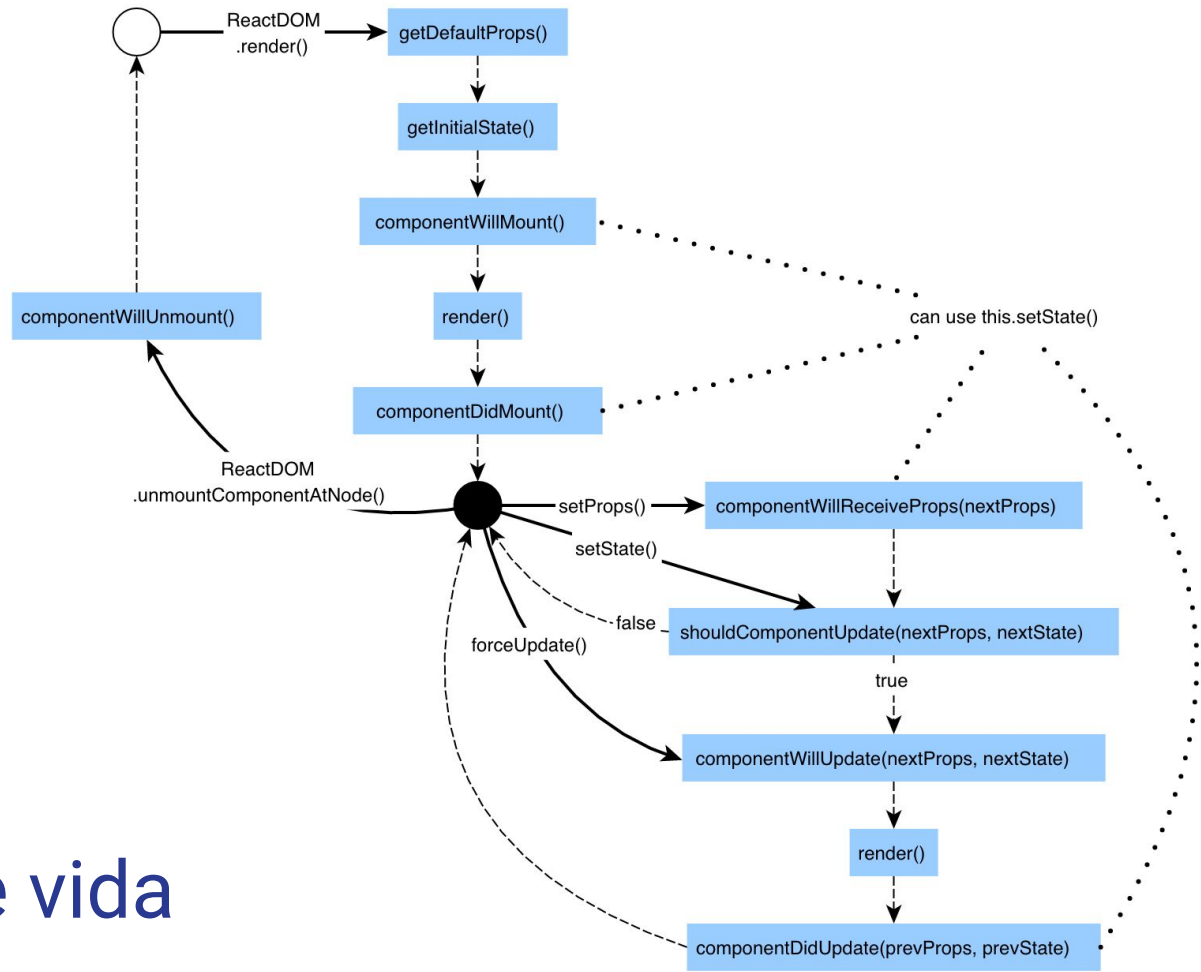 ReactDOM
.render()
getDefaultProps()
getInitialState()
componentWillMount()
componentWillUnmount()
render()
can use this.setState()
componentDidMount()
ReactDOM
.unmountComponentAtNode()
setProps()
componentWillReceiveProps(nextProps)
setState()
false
shouldComponentUpdate(nextProps, nextState)
forceUpdate()
true
componentWillUpdate(nextProps, nextState)
render()
e vida
componentDidUpdate(prevProps, prevState)